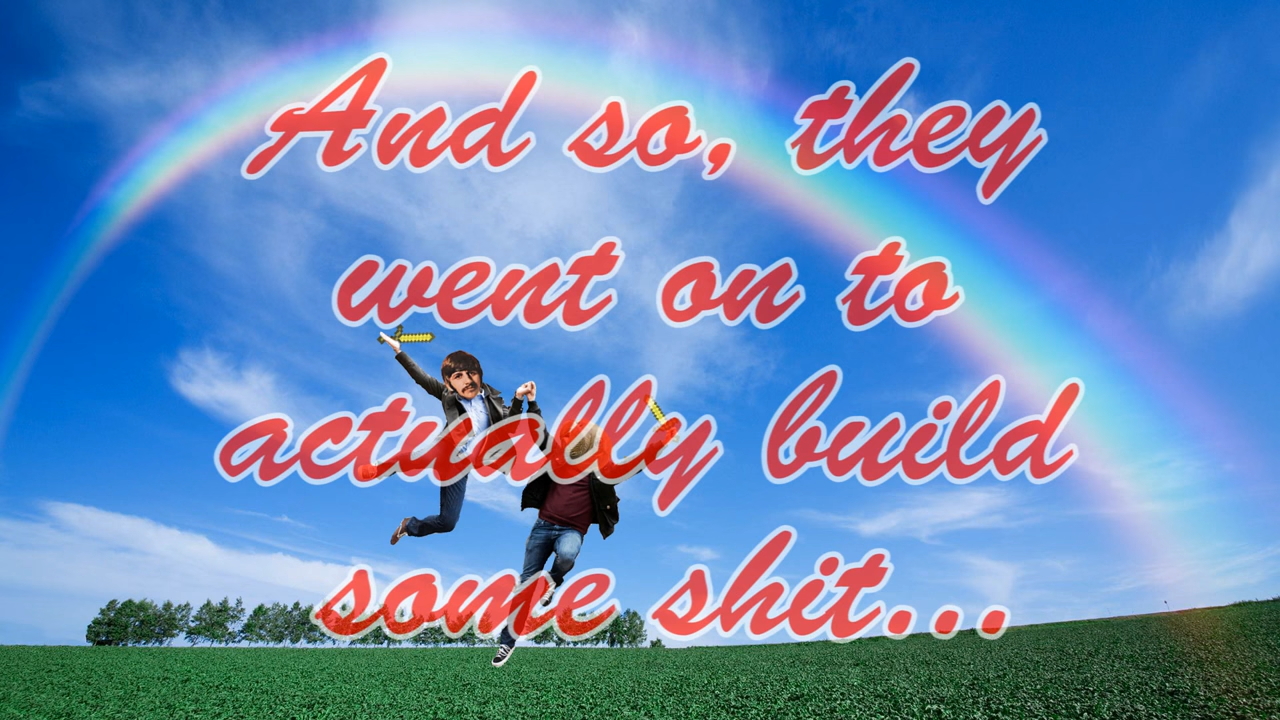 And so, they
went on to
actually build
some shit...